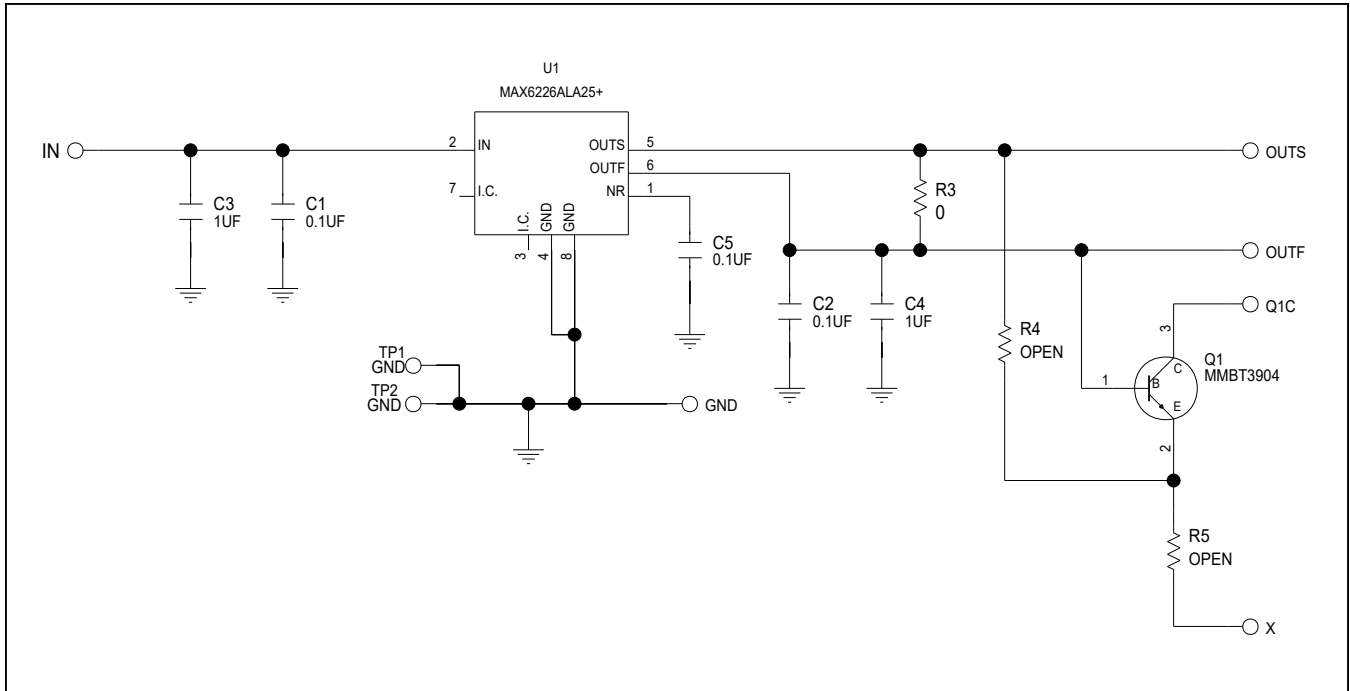 U1
MAX6226ALA25+
IN
2
IN
OUTS
5
OUTS
OUTF
6
7
I.C.
NR
1
I.C.
GND
GND
3
4
8
C3
1UF
C1
0.1UF
C5
0.1UF
R3
0
OUTF
C2
0.1UF
C4
1UF
Q1C
3
R4
OPEN
C
Q1
MMBT3904
1
B
E
2
TP1
GND
TP2
GND
GND
R5
OPEN
X